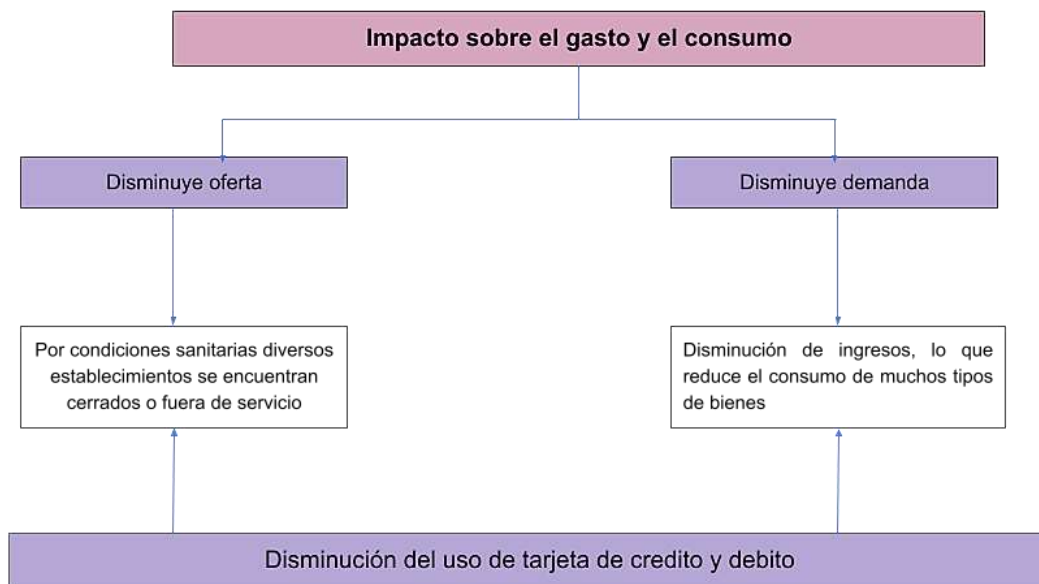 Impacto sobre el gasto y el consumo
Disminuye oferta
Disminuye demanda
Por condiciones sanitarias diversos
establecimientos se encuentran
cerrados o fuera de servicio
Disminución de ingresos, lo que
reduce el consumo de muchos tipos
de bienes
Disminución del uso de tarjeta de credito y debito